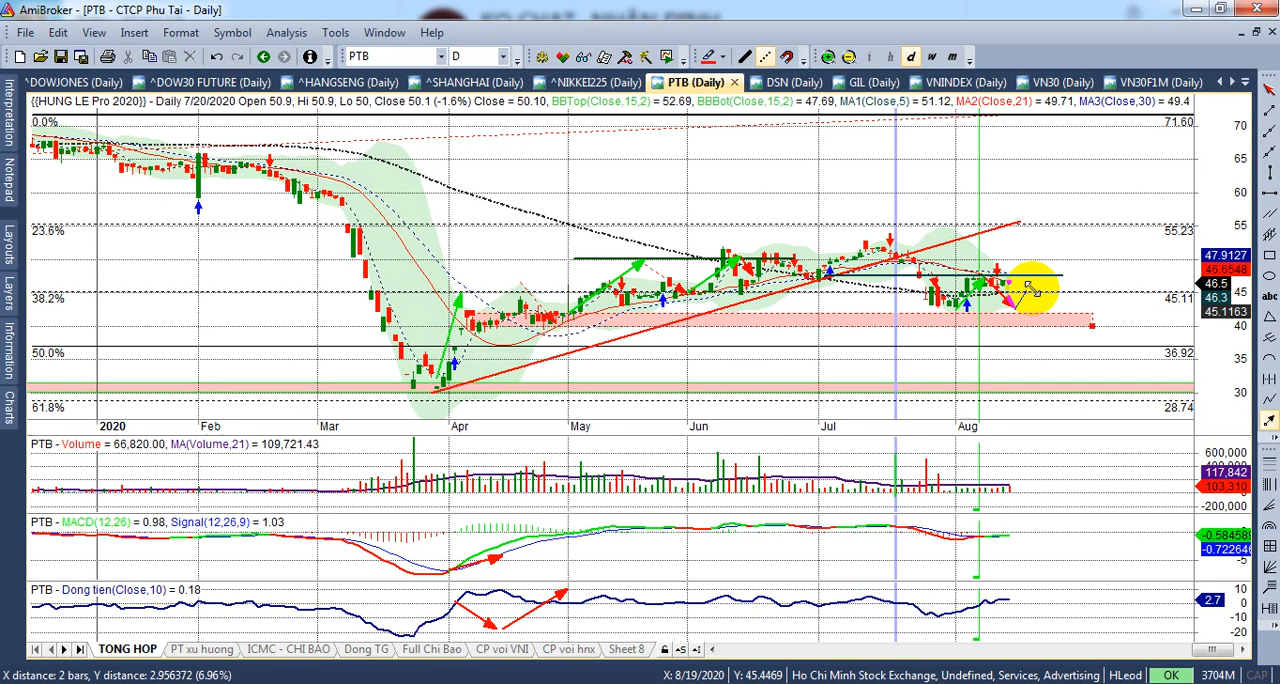 AmiBroker - [PTB - CTCP Phu Tai - Daily]
File Edit View Insert Format Symbol Analysis Tools Window Help
PTB D i h i d w m
^DOWJONES (Daily) ^DOW30 FUTURE (Daily) ^HANGSENG (Daily) ^SHANGHAI (Daily) ^NIKKEI225 (Daily) PTB (Daily) DSN (Daily) GIL (Daily) VNINDEX (Daily) VN30 (Daily) VN30F1M (Daily)
{{HUNG LE Pro 2020}} - Daily 7/20/2020 Open 50.9, Hi 50.9, Lo 50, Close 50.1 (-1.6%) Close = 50.10, BBTop(Close,15,2) = 52.69, BBBot(Close,15,2) = 47.69, MA1(Close,5) = 51.12, MA2(Close,21) = 49.71, MA3(Close,30) = 49.4
Interpretation
Notepad
Layouts
Layers
Information
Charts
0.0% 71.60
23.6% 55.23
38.2% 45.11
50.0% 36.92
61.8% 28.74
70
65
60
55
47.9127
46.6548
46.5
46.3
45
45.1163
40
35
30
abc
2020 Feb Mar Apr May Jun Jul Aug
PTB - Volume = 66,820.00, MA(Volume,21) = 109,721.43
600,000
117,842
103,310
-200,000
PTB - MACD(12,26) = 0.98, Signal(12,26,9) = 1.03
-0.584589
-0.722646
-5
PTB - Dong tien(Close,10) = 0.18
10
2.7
0
-10
-20
TONG HOP PT xu huong ICMC - CHI BAO Dong TG Full Chi Bao CP voi VNI CP voi hnx Sheet 8
X distance: 2 bars, Y distance: 2.956372 (6.96%) X: 8/19/2020 Y: 45.4469 Ho Chi Minh Stock Exchange, Undefined, Services, Advertising HLeod OK 3704M CAP